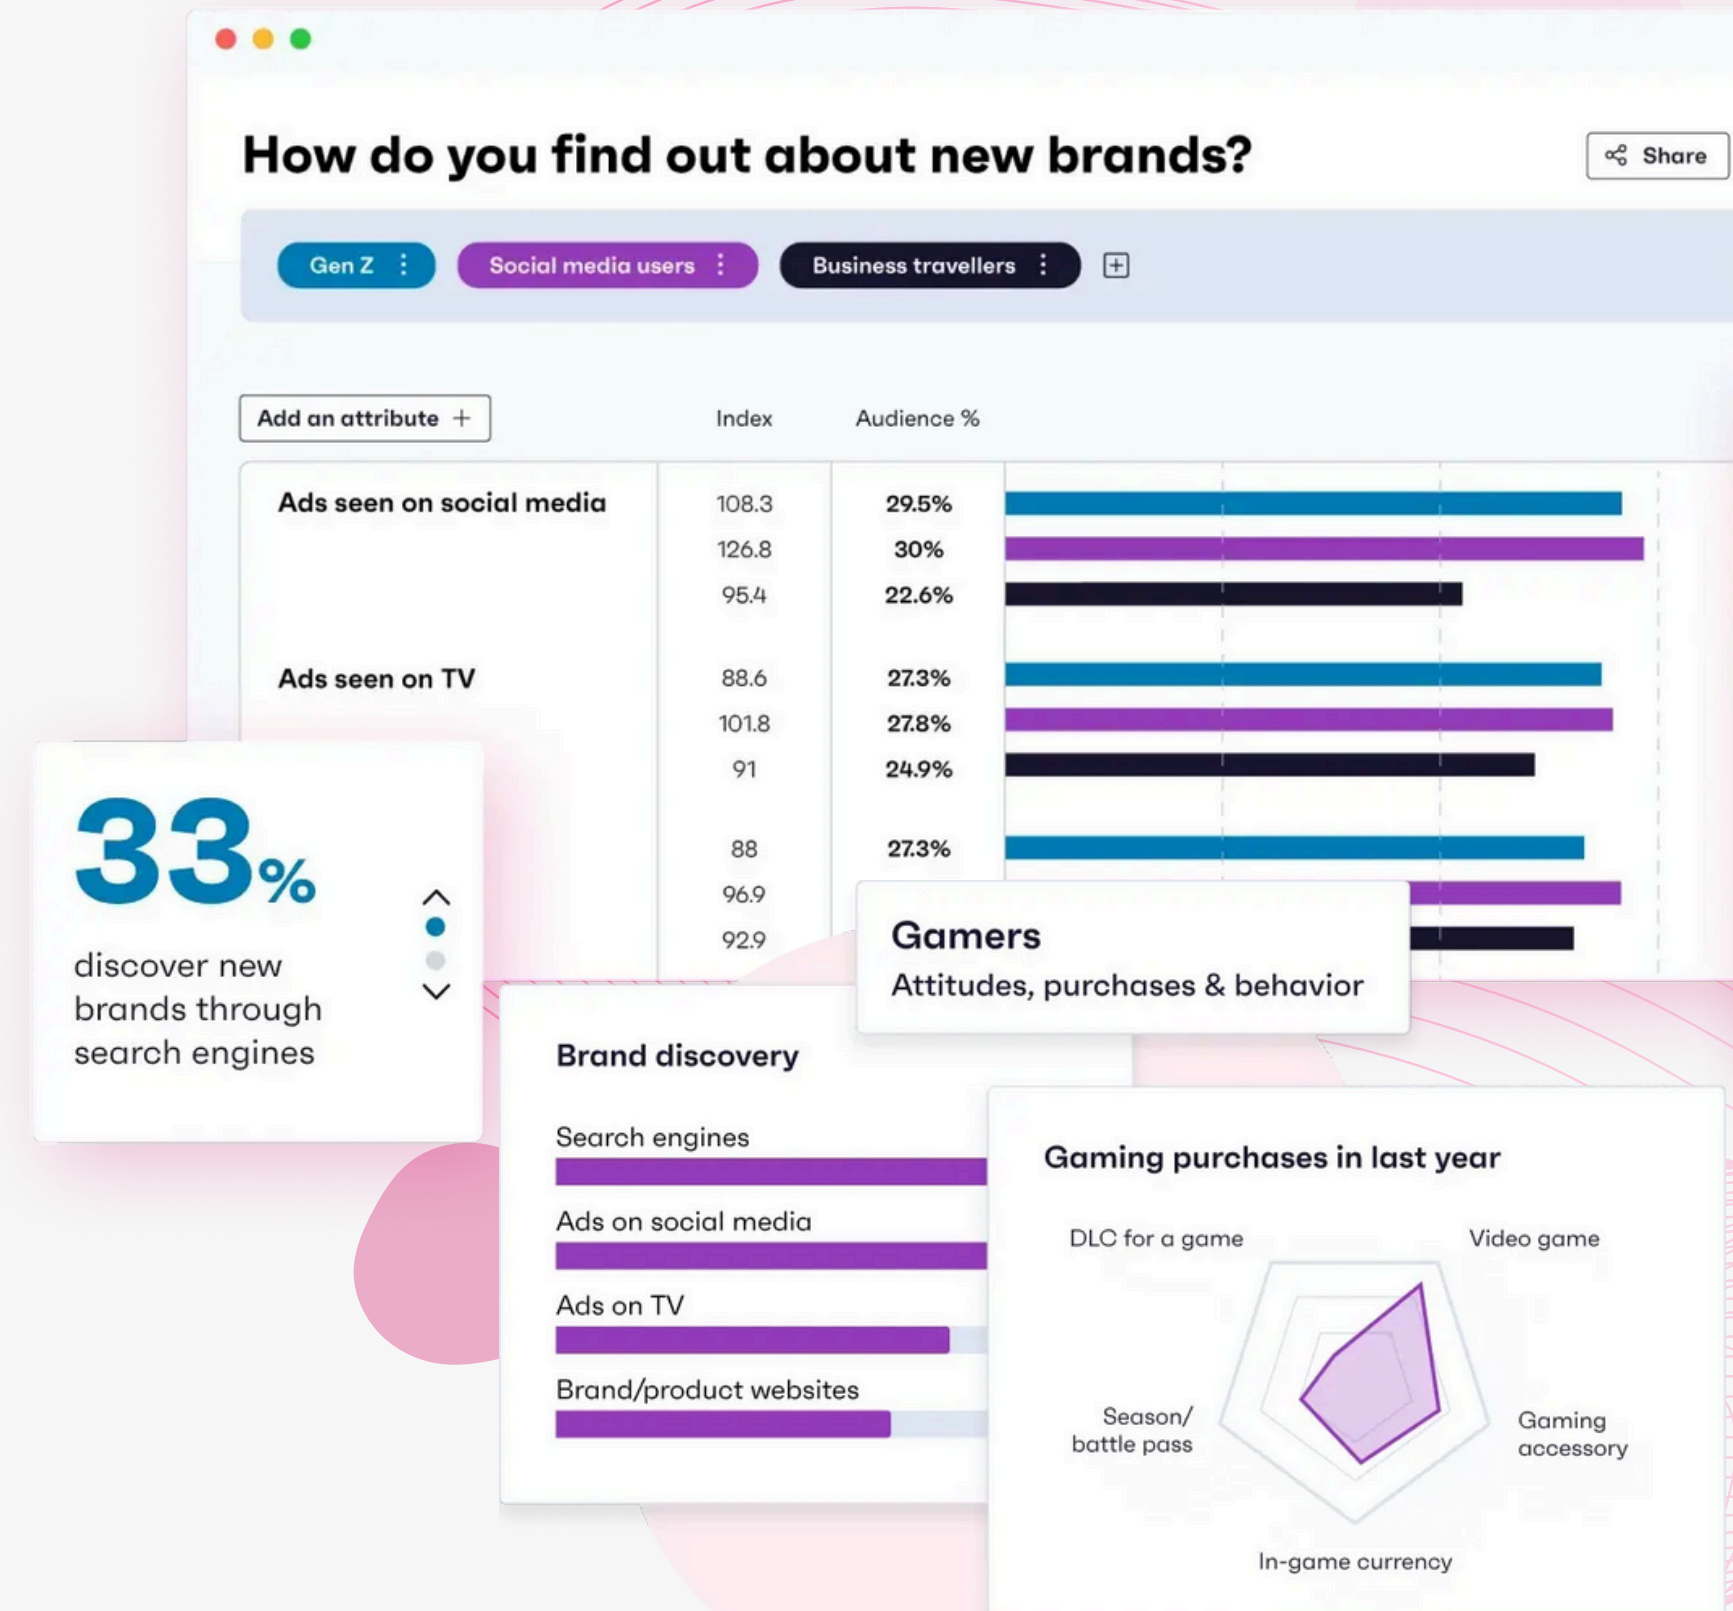 How do you find out about new brands?
Share
Gen Z
Social media users
Business travellers
Add an attribute +
Index
Audience %
Ads seen on social media
108.3
29.5%
126.8
30%
95.4
22.6%
Ads seen on TV
88.6
27.3%
101.8
27.8%
91
24.9%
88
27.3%
96.9
92.9
33%
discover new
brands through
search engines
Gamers
Attitudes, purchases & behavior
Brand discovery
Search engines
Ads on social media
Ads on TV
Brand/product websites
Gaming purchases in last year
DLC for a game
Video game
Season/
battle pass
Gaming
accessory
In-game currency